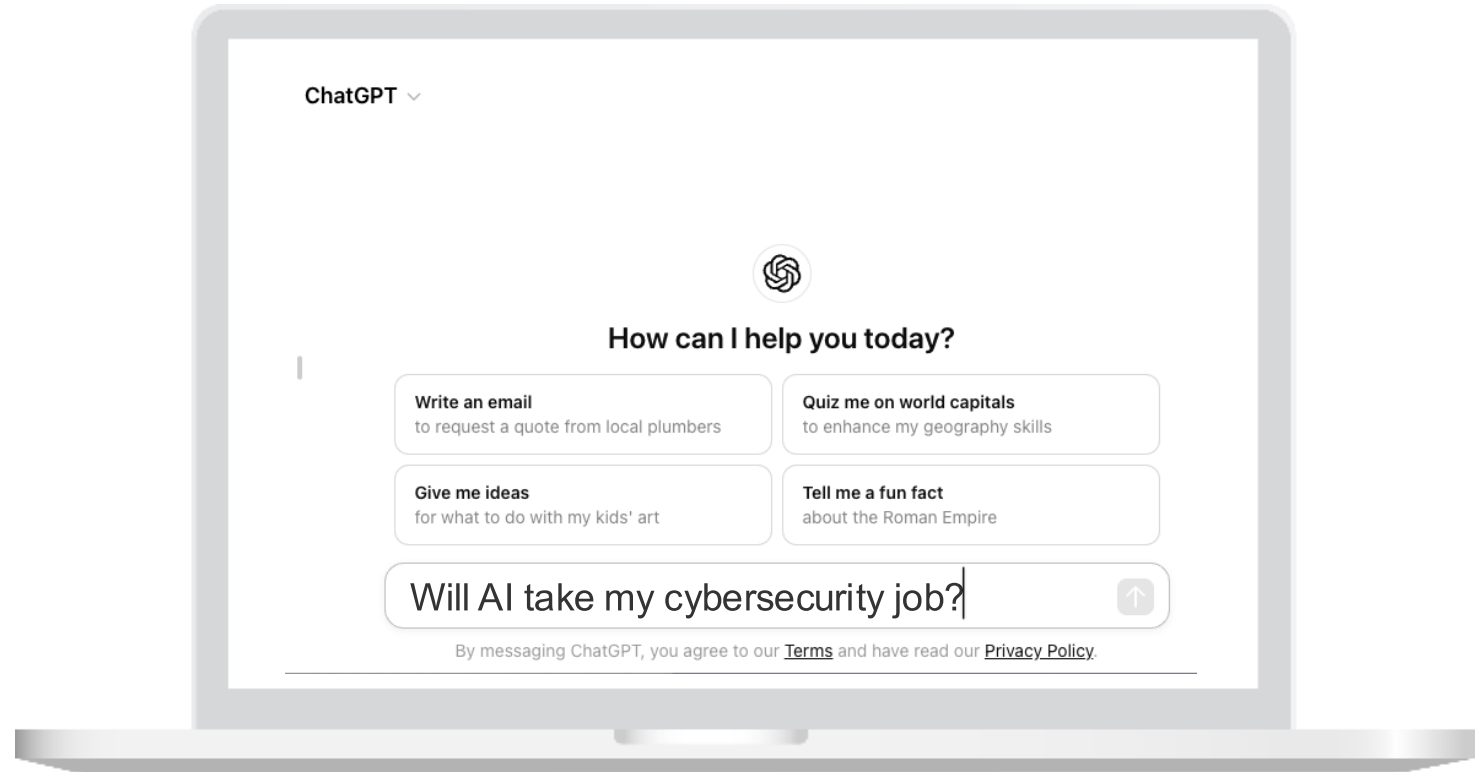 ChatGPT
How can I help you today?
Write an email
to request a quote from local plumbers
Quiz me on world capitals
to enhance my geography skills
Give me ideas
for what to do with my kids' art
Tell me a fun fact
about the Roman Empire
Will AI take my cybersecurity job?
By messaging ChatGPT, you agree to our Terms and have read our Privacy Policy.